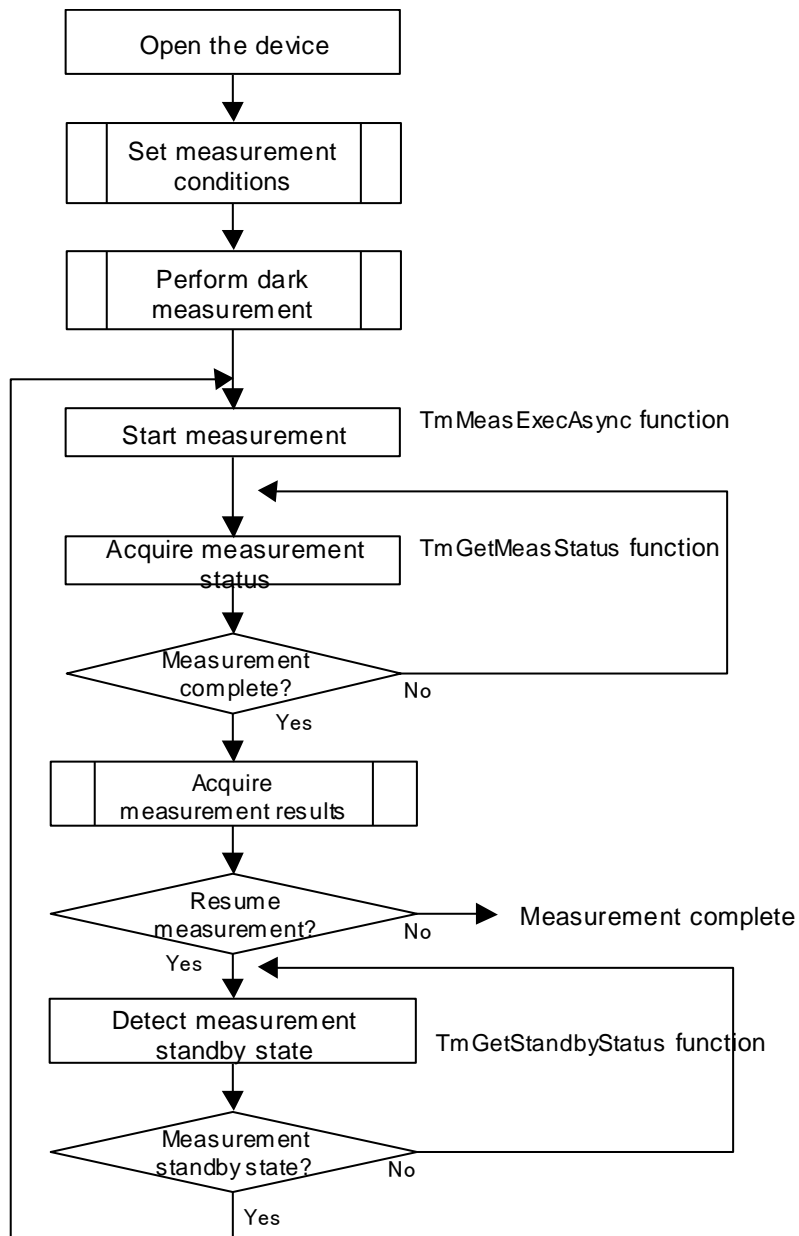 Open the device
Set measurement
conditions
Perform dark
measurement
Start measurement
TmMeasExecAsync function
Acquire measurement
status
TmGetMeasStatus function
Measurement
complete?
No
Yes
Acquire
measurement results
Resume
measurement?
No
Measurement complete
Yes
Detect measurement
standby state
TmGetStandbyStatus function
Measurement
standby state?
No
Yes